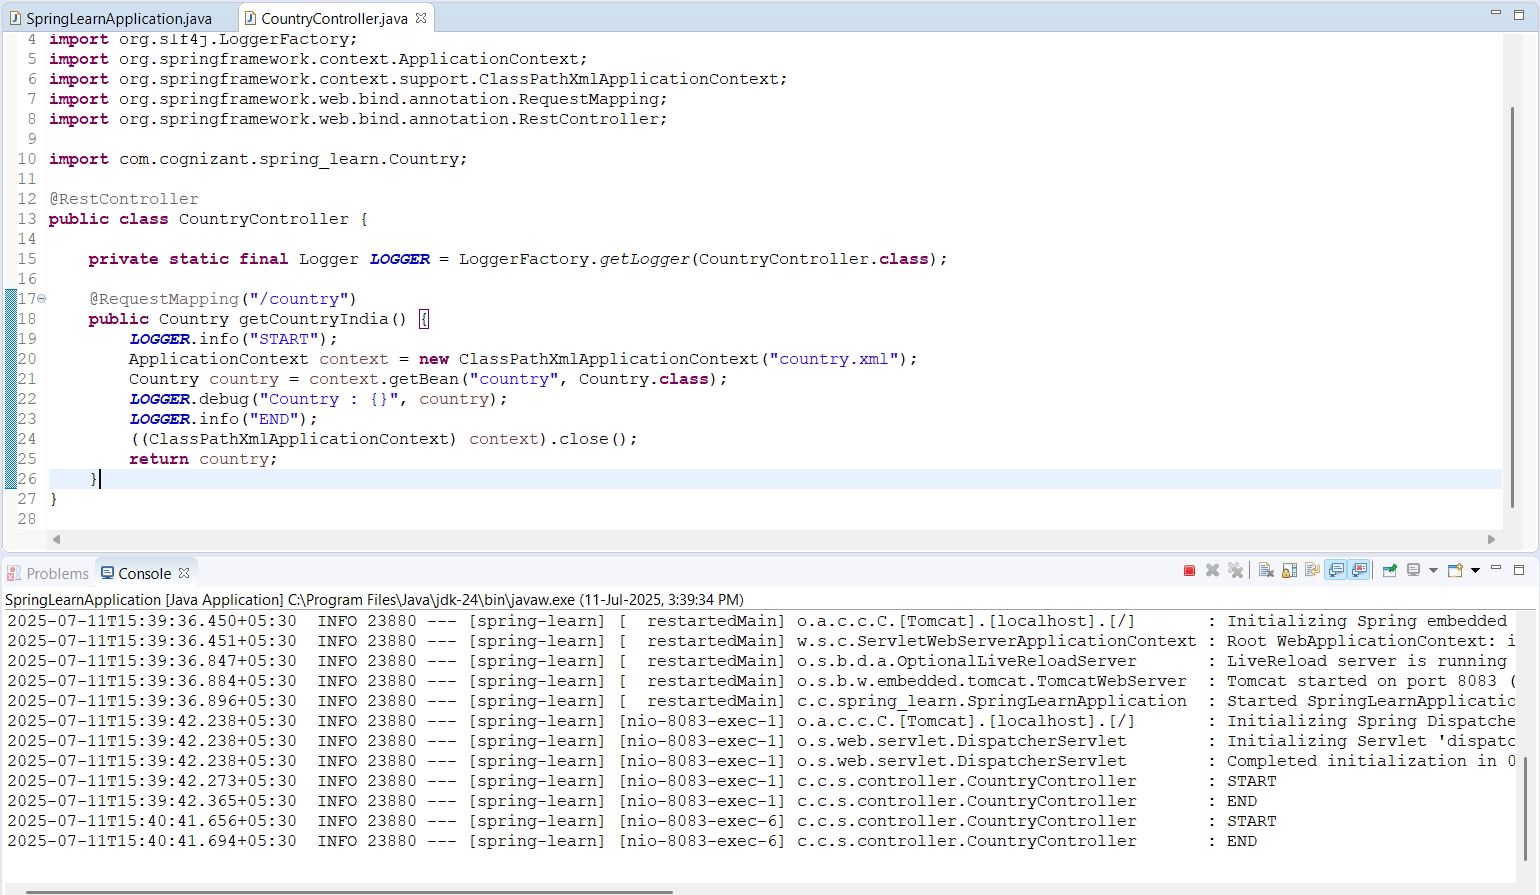 SpringLearnApplication.java
CountryController.java
4 import org.slf4j.LoggerFactory;
5 import org.springframework.context.ApplicationContext;
6 import org.springframework.context.support.ClassPathXmlApplicationContext;
7 import org.springframework.web.bind.annotation.RequestMapping;
8 import org.springframework.web.bind.annotation.RestController;
9
10 import com.cognizant.spring_learn.Country;
11
12 @RestController
13 public class CountryController {
14
15     private static final Logger LOGGER = LoggerFactory.getLogger(CountryController.class);
16
17     @RequestMapping("/country")
18     public Country getCountryIndia() {
19         LOGGER.info("START");
20         ApplicationContext context = new ClassPathXmlApplicationContext("country.xml");
21         Country country = context.getBean("country", Country.class);
22         LOGGER.debug("Country : {}", country);
23         LOGGER.info("END");
24         ((ClassPathXmlApplicationContext) context).close();
25         return country;
26     }
27 }
28
Problems Console
SpringLearnApplication [Java Application] C:\Program Files\Java\jdk-24\bin\javaw.exe (11-Jul-2025, 3:39:34 PM)
2025-07-11T15:39:36.450+05:30  INFO 23880 --- [spring-learn] [  restartedMain] o.a.c.c.C.[Tomcat].[localhost].[/]       : Initializing Spring embedded
2025-07-11T15:39:36.451+05:30  INFO 23880 --- [spring-learn] [  restartedMain] w.s.c.ServletWebServerApplicationContext : Root WebApplicationContext: i
2025-07-11T15:39:36.847+05:30  INFO 23880 --- [spring-learn] [  restartedMain] o.s.b.d.a.OptionalLiveReloadServer       : LiveReload server is running
2025-07-11T15:39:36.884+05:30  INFO 23880 --- [spring-learn] [  restartedMain] o.s.b.w.embedded.tomcat.TomcatWebServer  : Tomcat started on port 8083 (
2025-07-11T15:39:36.896+05:30  INFO 23880 --- [spring-learn] [  restartedMain] c.c.spring_learn.SpringLearnApplication  : Started SpringLearnApplicatio
2025-07-11T15:39:42.238+05:30  INFO 23880 --- [spring-learn] [nio-8083-exec-1] o.a.c.c.C.[Tomcat].[localhost].[/]       : Initializing Spring Dispatche
2025-07-11T15:39:42.238+05:30  INFO 23880 --- [spring-learn] [nio-8083-exec-1] o.s.web.servlet.DispatcherServlet        : Initializing Servlet 'dispatc
2025-07-11T15:39:42.238+05:30  INFO 23880 --- [spring-learn] [nio-8083-exec-1] o.s.web.servlet.DispatcherServlet        : Completed initialization in 0
2025-07-11T15:39:42.273+05:30  INFO 23880 --- [spring-learn] [nio-8083-exec-1] c.c.s.controller.CountryController       : START
2025-07-11T15:39:42.365+05:30  INFO 23880 --- [spring-learn] [nio-8083-exec-1] c.c.s.controller.CountryController       : END
2025-07-11T15:40:41.656+05:30  INFO 23880 --- [spring-learn] [nio-8083-exec-6] c.c.s.controller.CountryController       : START
2025-07-11T15:40:41.694+05:30  INFO 23880 --- [spring-learn] [nio-8083-exec-6] c.c.s.controller.CountryController       : END